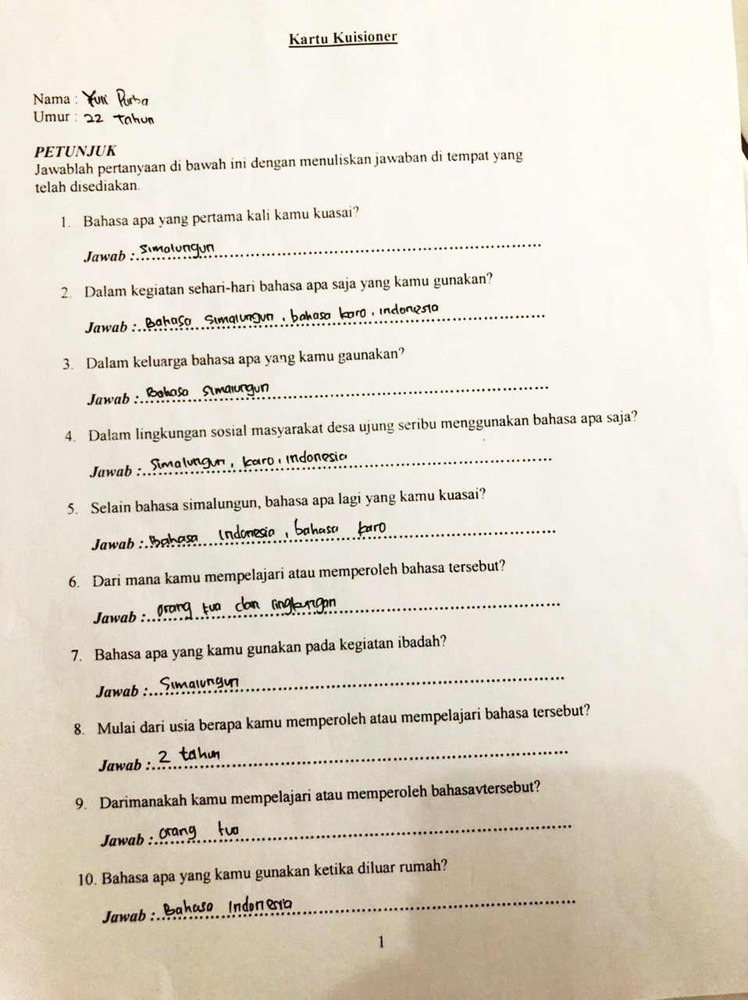 Kartu Kuisioner
Nama : Yuli Purba
Umur : 22 Tahun
PETUNJUK
Jawablah pertanyaan di bawah ini dengan menuliskan jawaban di tempat yang
telah disediakan.
1. Bahasa apa yang pertama kali kamu kuasai?
Jawab : Simalungun
2. Dalam kegiatan sehari-hari bahasa apa saja yang kamu gunakan?
Jawab : Bahasa Simalungun, bahasa karo, indonesia
3. Dalam keluarga bahasa apa yang kamu gaunakan?
Jawab : Bahasa Simalungun
4. Dalam lingkungan sosial masyarakat desa ujung seribu menggunakan bahasa apa saja?
Jawab : Simalungun, karo, indonesia
5. Selain bahasa simalungun, bahasa apa lagi yang kamu kuasai?
Jawab : Bahasa Indonesia, bahasa karo
6. Dari mana kamu mempelajari atau memperoleh bahasa tersebut?
Jawab : orang tua dan lingkungan
7. Bahasa apa yang kamu gunakan pada kegiatan ibadah?
Jawab : Simalungun
8. Mulai dari usia berapa kamu memperoleh atau mempelajari bahasa tersebut?
Jawab : 2 tahun
9. Darimanakah kamu mempelajari atau memperoleh bahasavtersebut?
Jawab : orang tua
10. Bahasa apa yang kamu gunakan ketika diluar rumah?
Jawab : Bahasa Indonesia
1